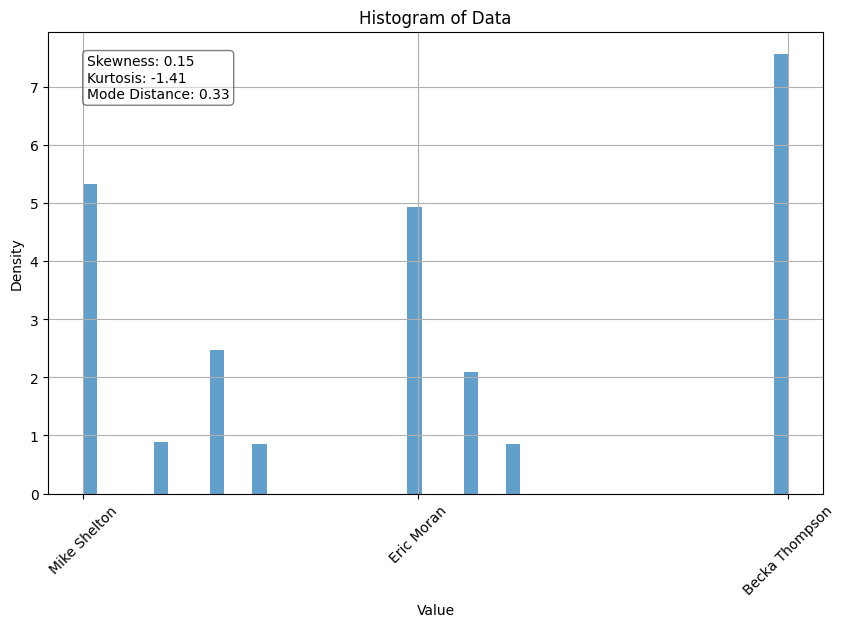 Histogram of Data
Skewness: 0.15
Kurtosis: -1.41
Mode Distance: 0.33
Density
7
6
5
4
3
2
1
0
Mike Shelton
Eric Moran
Becka Thompson
Value